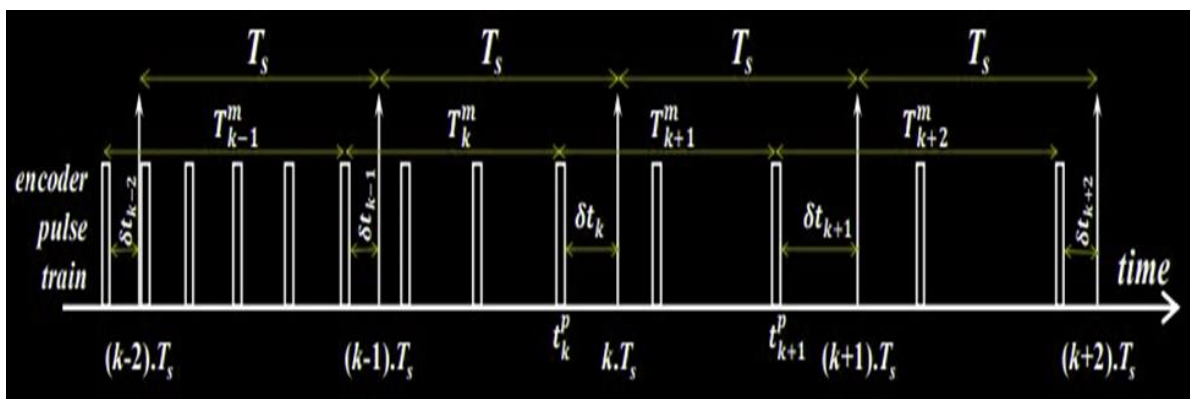 T_s T_s T_s T_s
T^m_{k-1} T^m_k T^m_{k+1} T^m_{k+2}
encoder
pulse
train
δt_{k-2} δt_{k-1} δt_k δt_{k+1} δt_{k+2}
time
t^p_k t^p_{k+1}
(k-2).T_s (k-1).T_s k.T_s (k+1).T_s (k+2).T_s